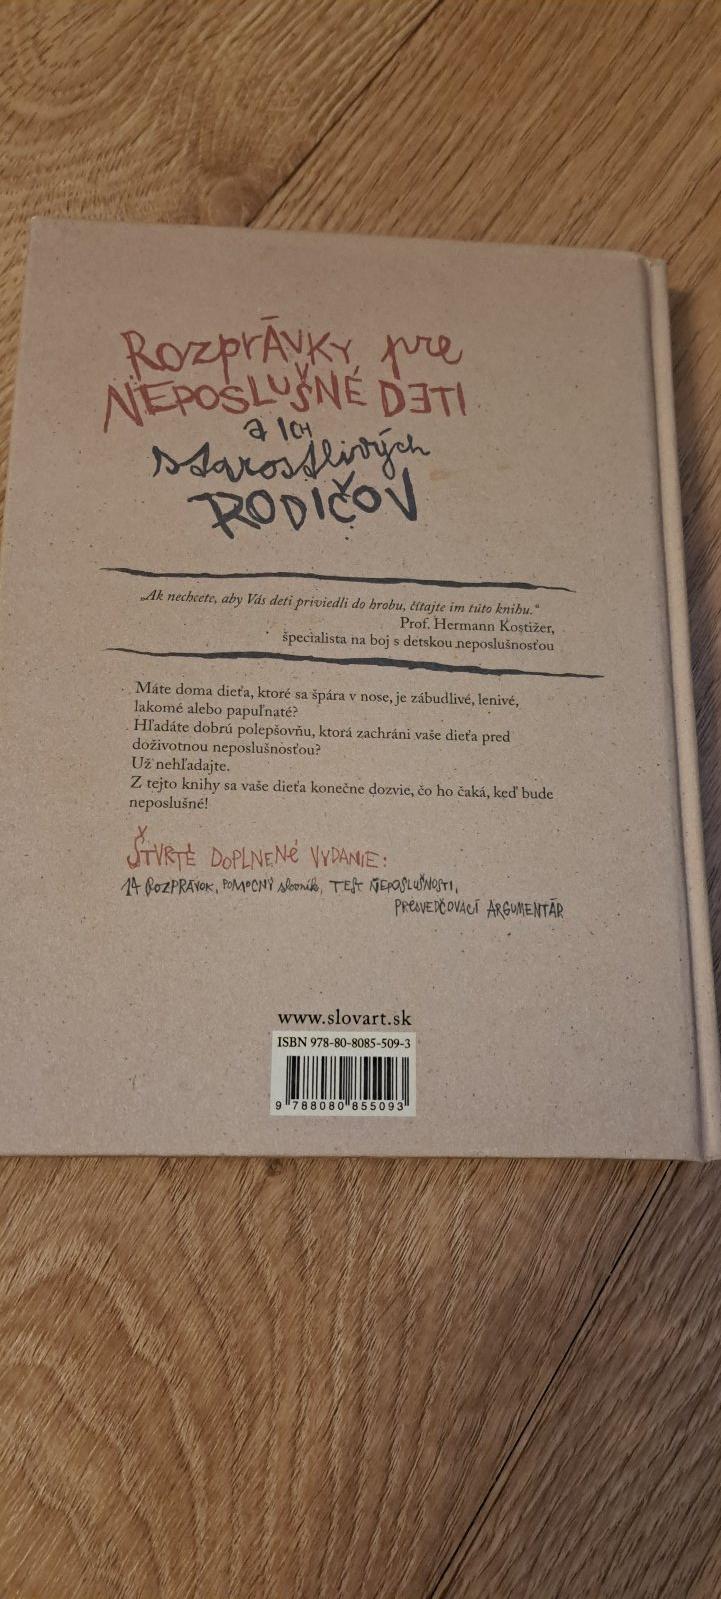 Rozprávky pre
NEPOSLUŠNÉ DETI
a ich
starostlivých
RODIČOV
„Ak nechcete, aby Vás deti priviedli do hrobu, čítajte im túto knihu.“
Prof. Hermann Kostižer,
špecialista na boj s detskou neposlušnosťou
Máte doma dieťa, ktoré sa špára v nose, je zábudlivé, lenivé,
lakomé alebo papuľnaté?
Hľadáte dobrú polepšovňu, ktorá zachráni vaše dieťa pred
doživotnou neposlušnosťou?
Už nehľadajte.
Z tejto knihy sa vaše dieťa konečne dozvie, čo ho čaká, keď bude
neposlušné!
ŠTVRTÉ DOPLNENÉ VYDANIE:
14 ROZPRÁVOK, POMOCNÝ slovník, TEST NEPOSLUŠNOSTI,
PRESVEDČOVACÍ ARGUMENTÁR
www.slovart.sk
ISBN 978-80-8085-509-3
9 788080 855093